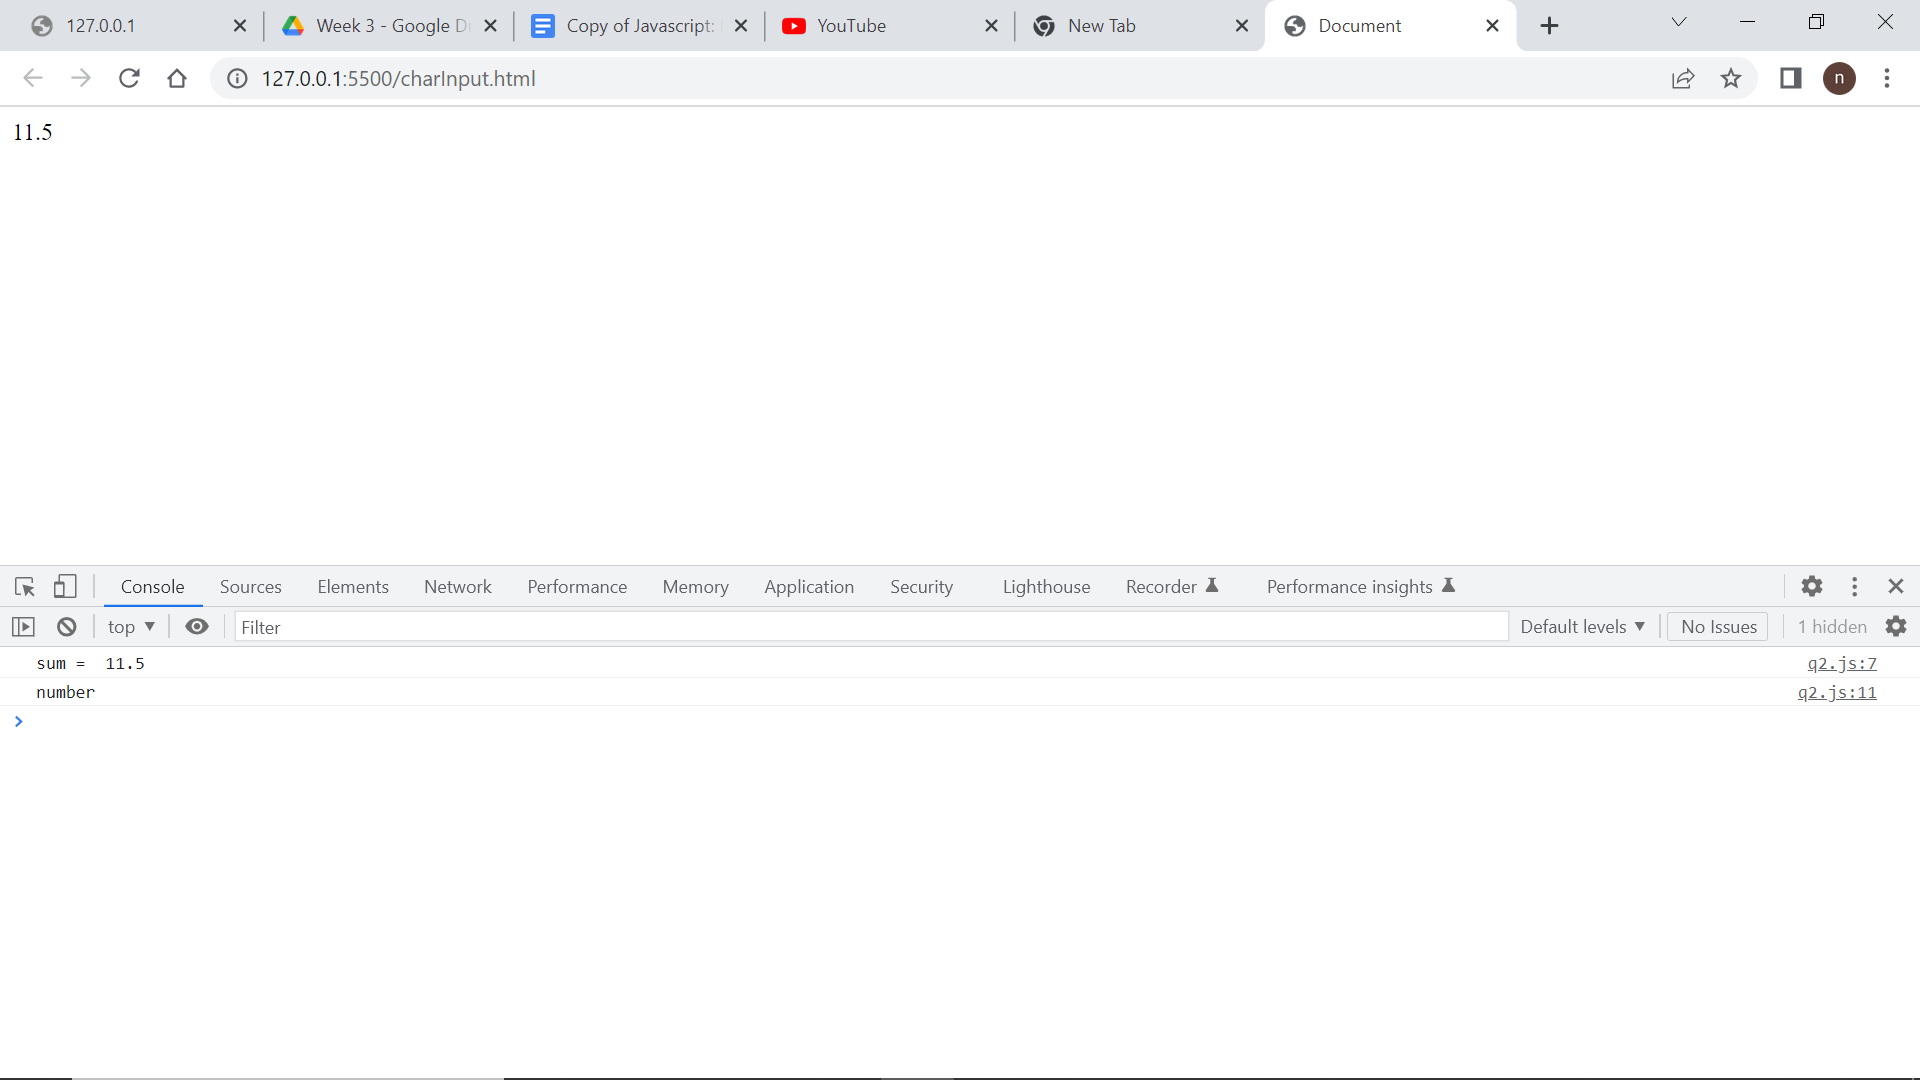 127.0.0.1
Week 3 - Google Dr
Copy of Javascript:
YouTube
New Tab
Document
127.0.0.1:5500/charInput.html
n
11.5
Console Sources Elements Network Performance Memory Application Security Lighthouse Recorder Performance insights
top Filter Default levels No Issues 1 hidden
sum =  11.5 q2.js:7
number q2.js:11